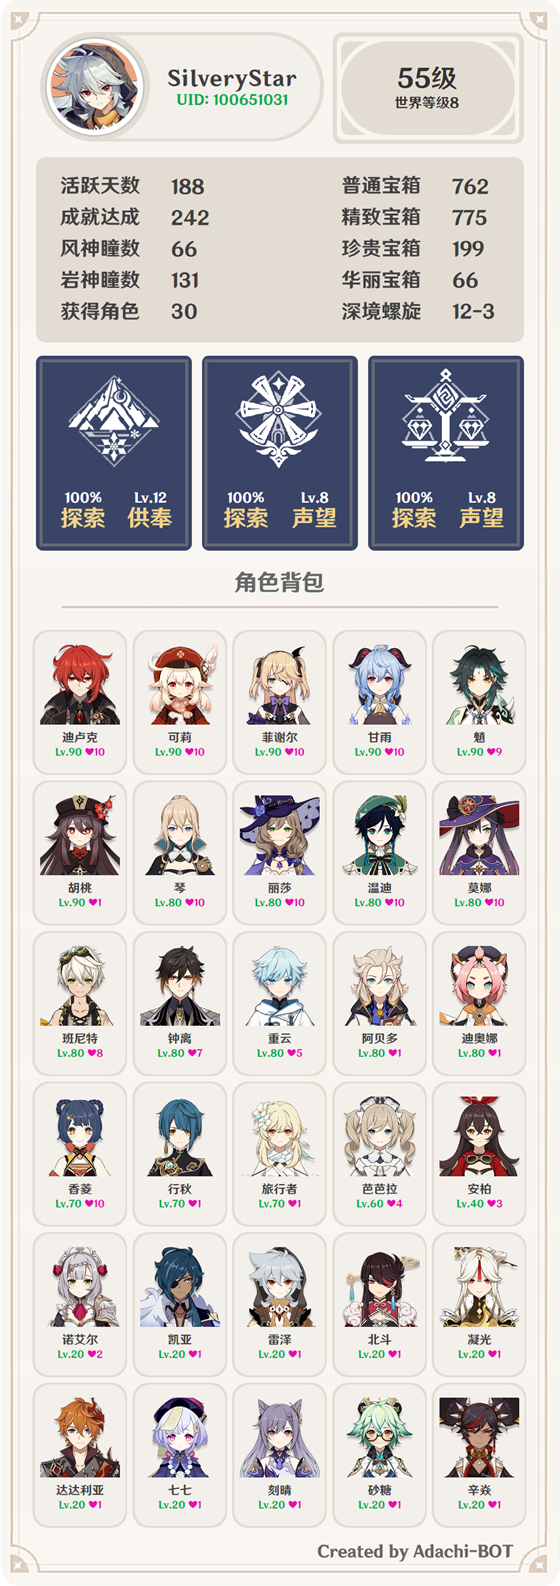 SilveryStar
UID: 100651031
55级
世界等级8
活跃天数 188 普通宝箱 762
成就达成 242 精致宝箱 775
风神瞳数 66 珍贵宝箱 199
岩神瞳数 131 华丽宝箱 66
获得角色 30 深境螺旋 12-3
100% Lv.12 100% Lv.8 100% Lv.8
探索 供奉 探索 声望 探索 声望
角色背包
迪卢克 可莉 菲谢尔 甘雨 魈
Lv.90 ♥10 Lv.90 ♥10 Lv.90 ♥10 Lv.90 ♥10 Lv.90 ♥9
胡桃 琴 丽莎 温迪 莫娜
Lv.90 ♥1 Lv.80 ♥10 Lv.80 ♥10 Lv.80 ♥10 Lv.80 ♥10
班尼特 钟离 重云 阿贝多 迪奥娜
Lv.80 ♥8 Lv.80 ♥7 Lv.80 ♥5 Lv.80 ♥1 Lv.80 ♥1
香菱 行秋 旅行者 芭芭拉 安柏
Lv.70 ♥10 Lv.70 ♥1 Lv.70 ♥1 Lv.60 ♥4 Lv.40 ♥3
诺艾尔 凯亚 雷泽 北斗 凝光
Lv.20 ♥2 Lv.20 ♥1 Lv.20 ♥1 Lv.20 ♥1 Lv.20 ♥1
达达利亚 七七 刻晴 砂糖 辛焱
Lv.20 ♥1 Lv.20 ♥1 Lv.20 ♥1 Lv.20 ♥1 Lv.20 ♥1
Created by Adachi-BOT